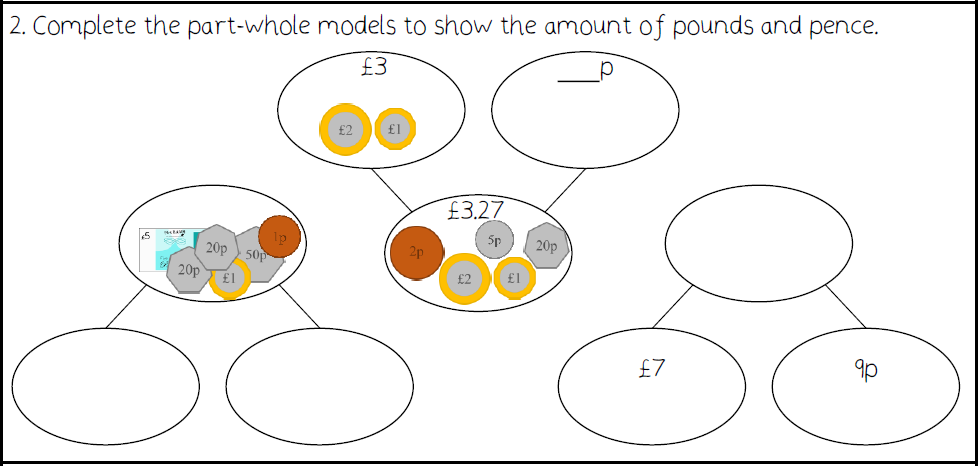 2. Complete the part-whole models to show the amount of pounds and pence.
£3
___p
£2
£1
£3.27
£5
20p
50p
1p
20p
£1
2p
5p
20p
£2
£1
£7
9p